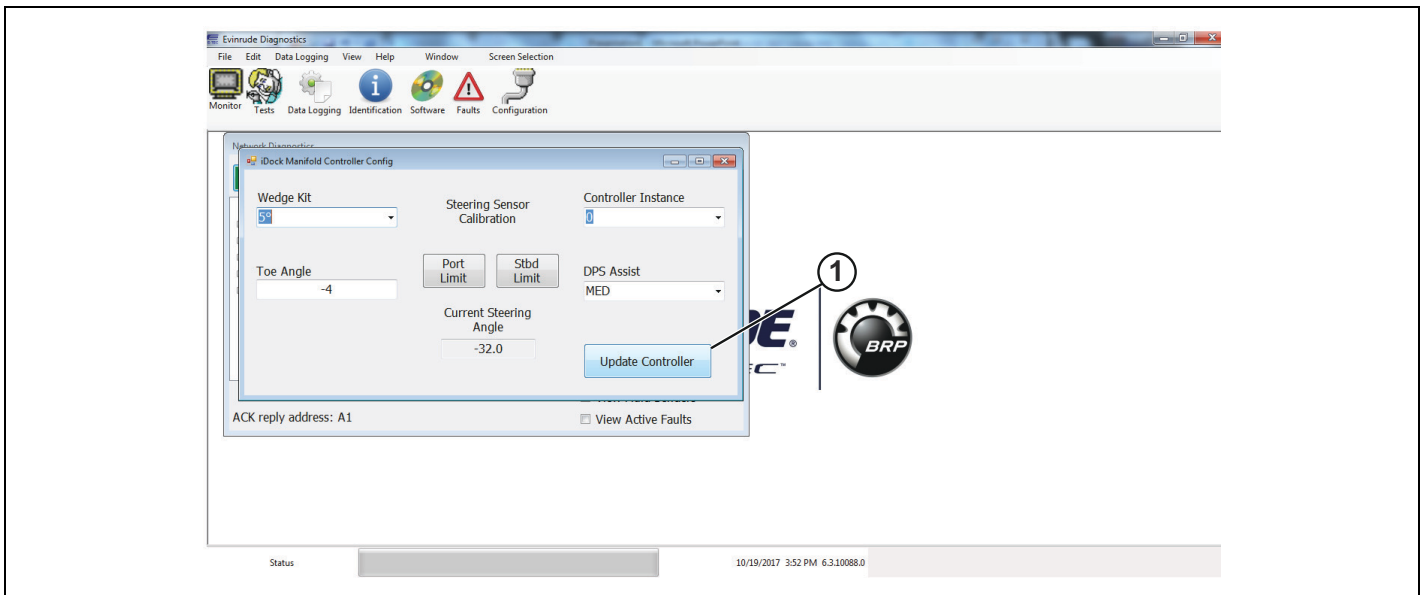 Evinrude Diagnostics
File Edit Data Logging View Help Window Screen Selection
Monitor Tests Data Logging Identification Software Faults Configuration
iDock Manifold Controller Config
Wedge Kit
5°
Steering Sensor
Calibration
Controller Instance
0
Toe Angle
-4
Port
Limit
Stbd
Limit
DPS Assist
MED
Current Steering
Angle
-32.0
Update Controller
1
BRP
ACK reply address: A1
View Active Faults
Status
10/19/2017 3:52 PM 6.3.10088.0